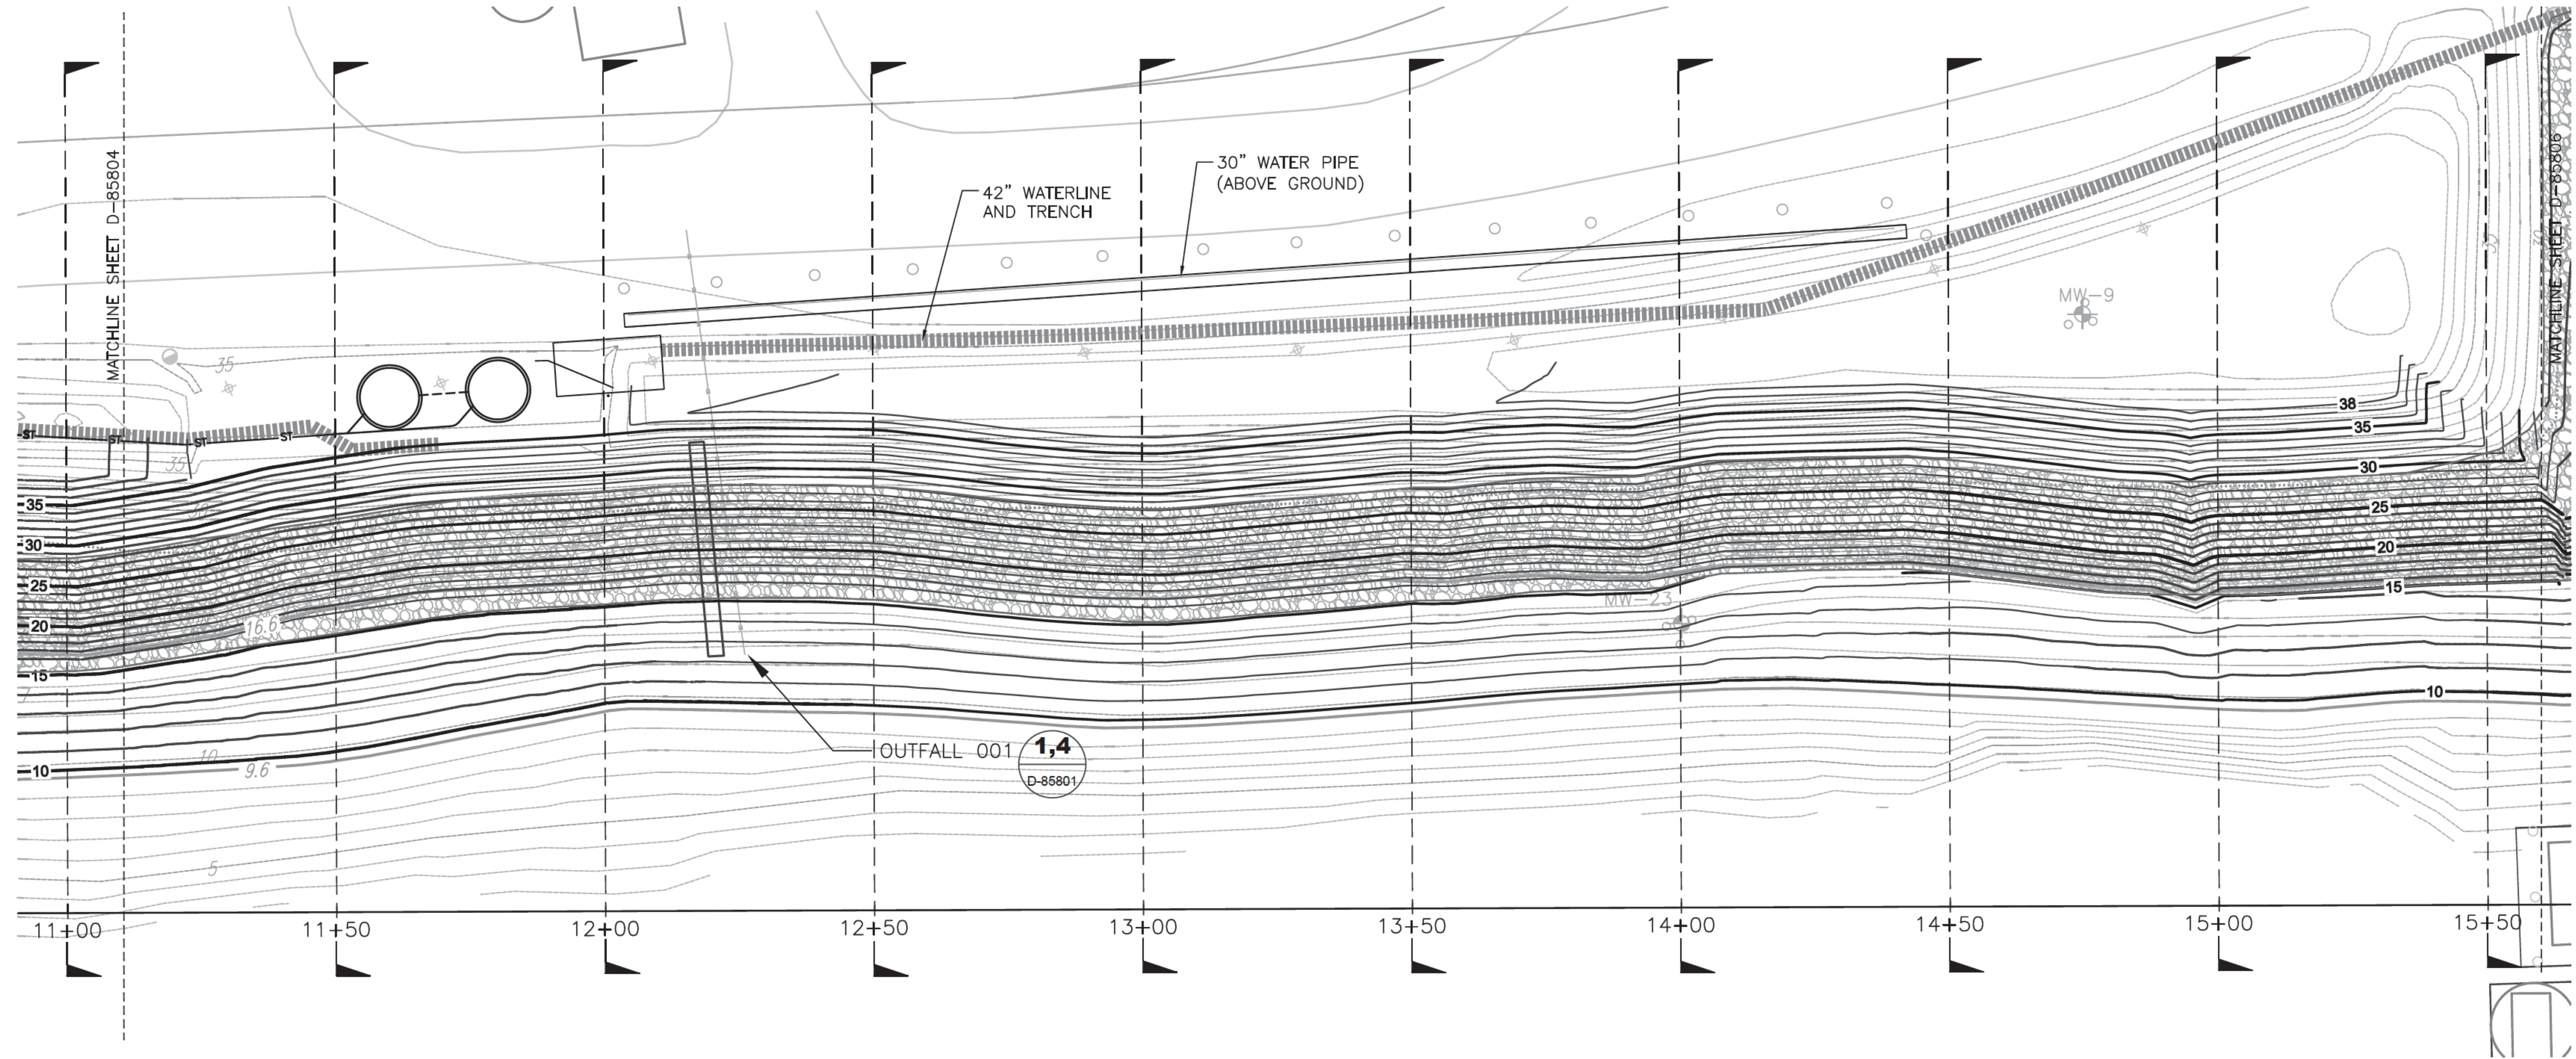 MATCHLINE SHEET D-85804
30" WATER PIPE
(ABOVE GROUND)
42" WATERLINE
AND TRENCH
MATCHLINE SHEET D-85806
MW-9
35
ST
ST
ST
ST
35
35
30
25
20
15
10
16.6
10
9.6
5
38
35
30
25
20
15
10
MW-23
OUTFALL 001
1,4
D-85801
11+00
11+50
12+00
12+50
13+00
13+50
14+00
14+50
15+00
15+50